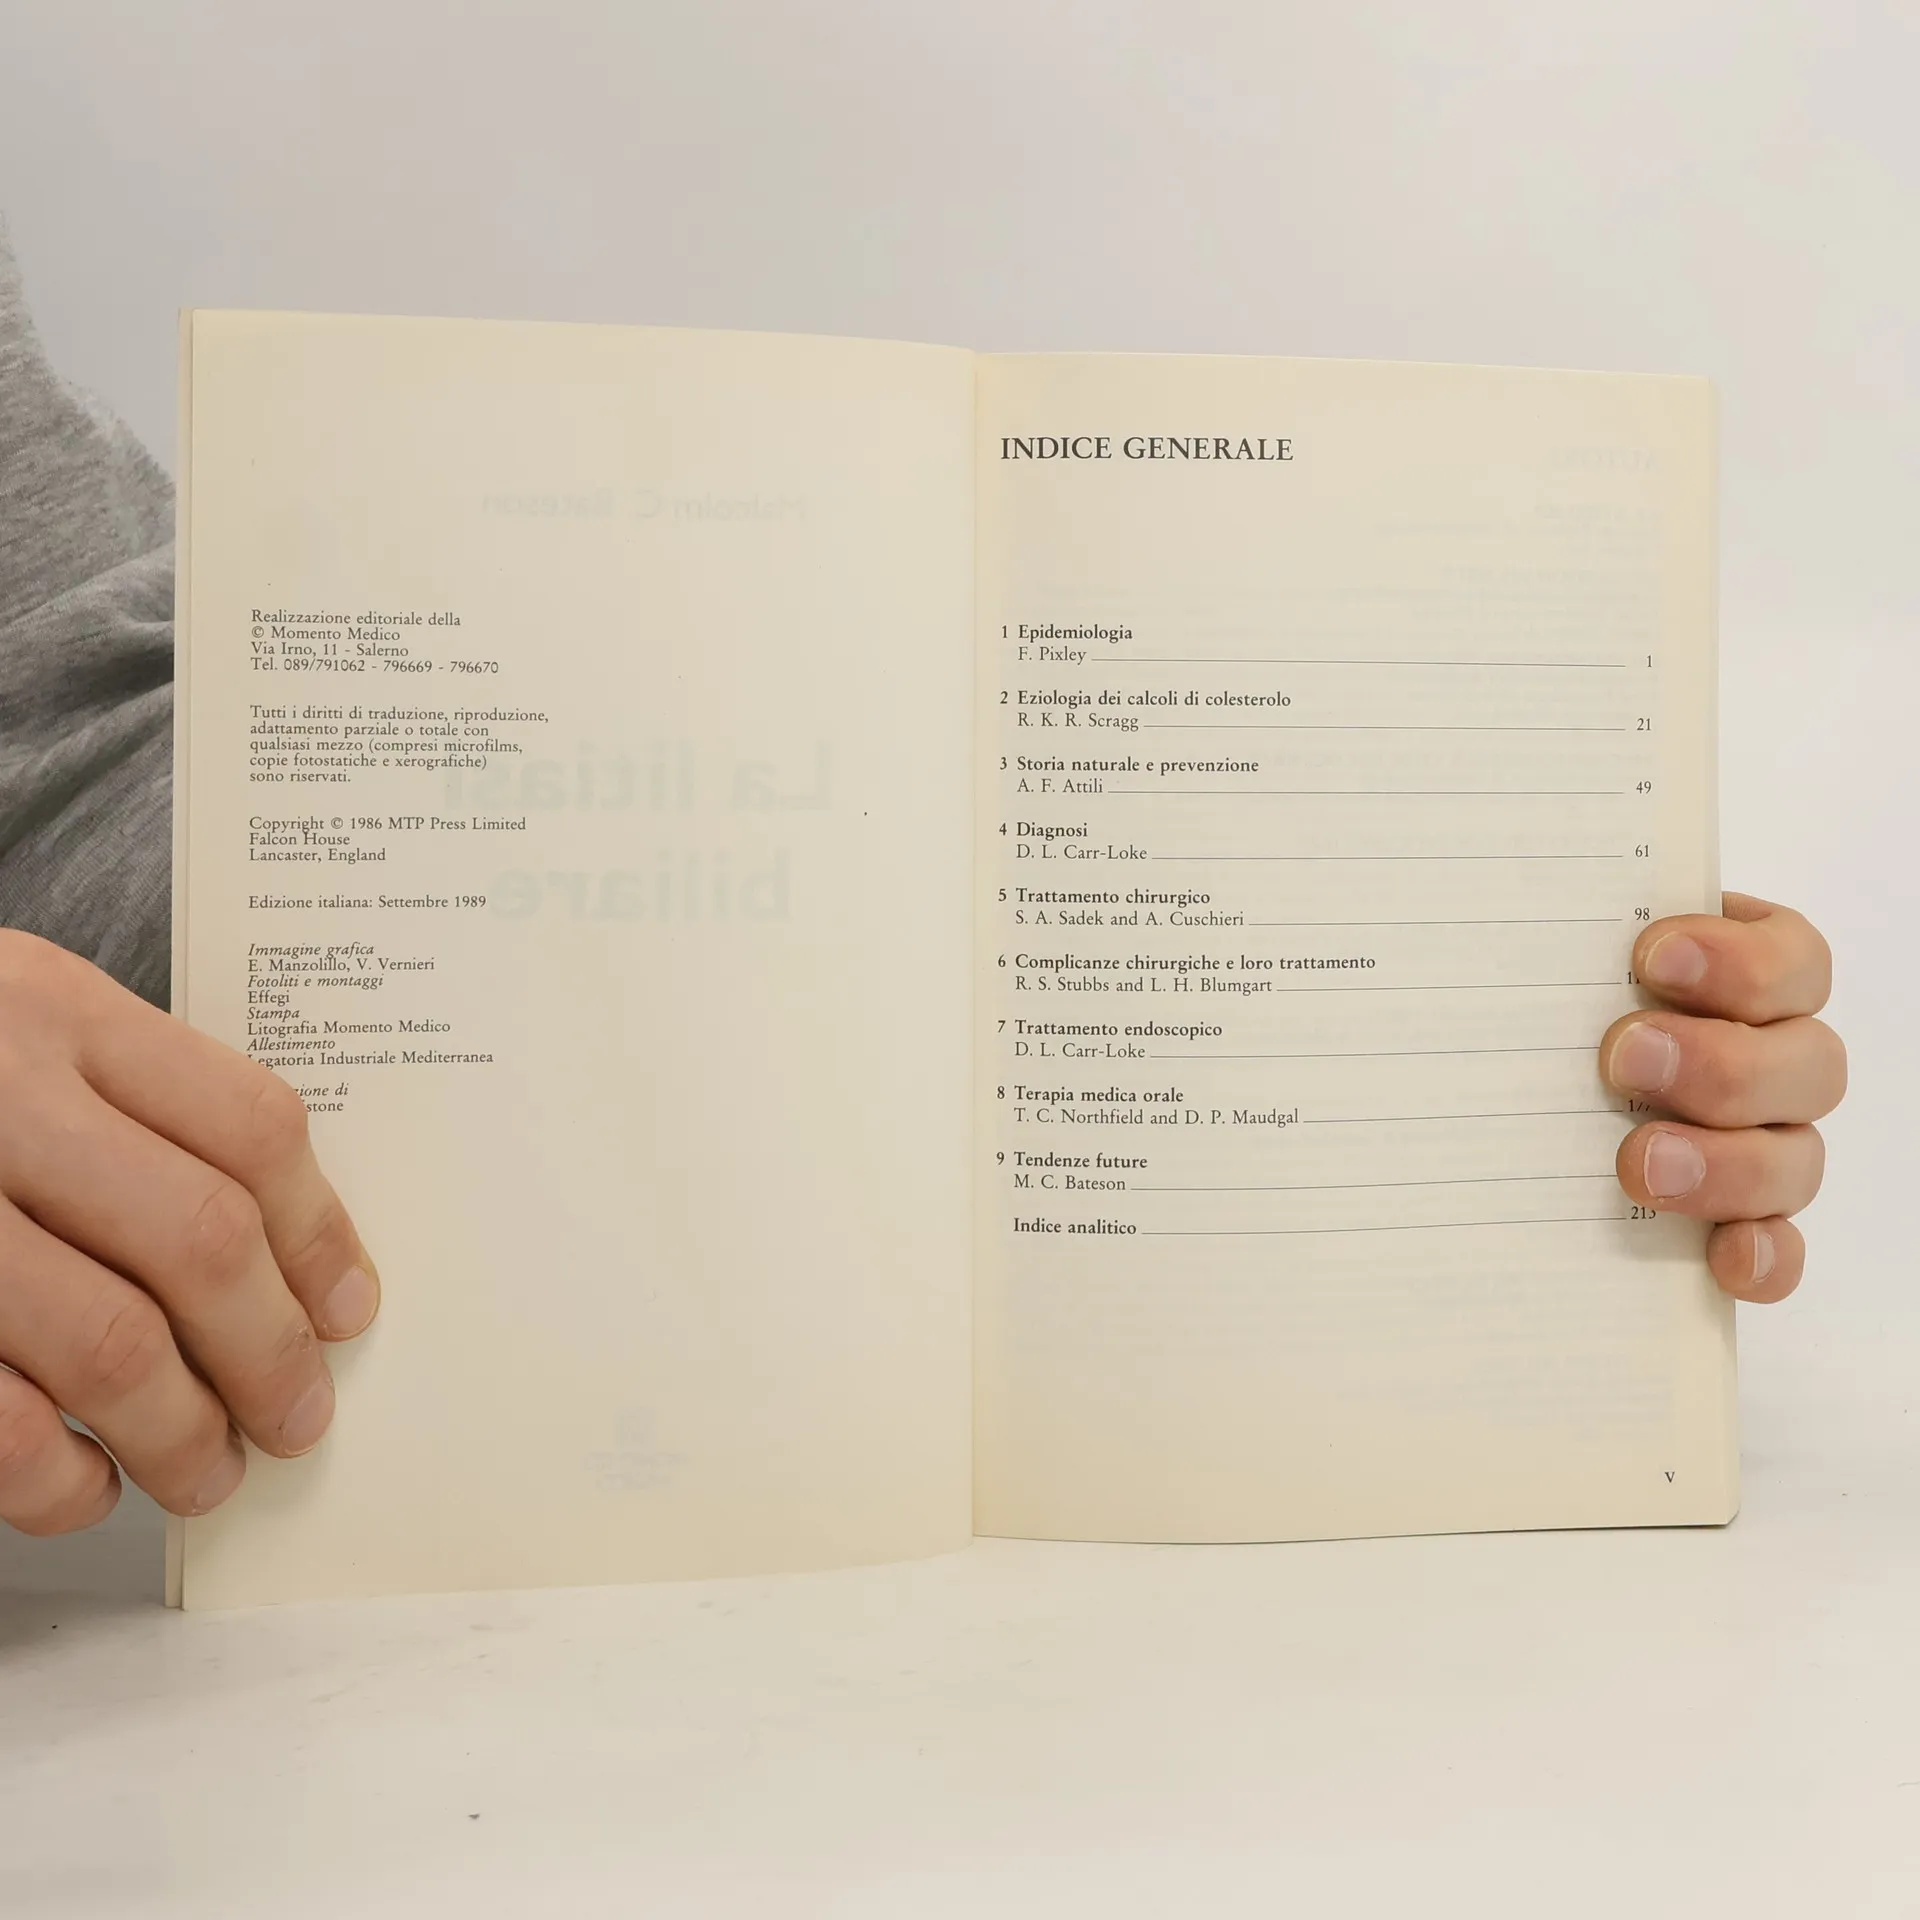 Realizzazione editoriale della
© Momento Medico
Via Irno, 11 - Salerno
Tel. 089/791062 - 796669 - 796670
Tutti i diritti di traduzione, riproduzione,
adattamento parziale o totale con
qualsiasi mezzo (compresi microfilms,
copie fotostatiche e xerografiche)
sono riservati.
Copyright © 1986 MTP Press Limited
Falcon House
Lancaster, England
Edizione italiana: Settembre 1989
Immagine grafica
E. Manzolillo, V. Vernieri
Fotoliti e montaggi
Effegi
Stampa
Litografia Momento Medico
Allestimento
Industriale Mediterranea
di
INDICE GENERALE
1 Epidemiologia
F. Pixley 1
2 Eziologia dei calcoli di colesterolo
R. K. R. Scragg 21
3 Storia naturale e prevenzione
A. F. Attili 49
4 Diagnosi
D. L. Carr-Loke 61
5 Trattamento chirurgico
S. A. Sadek and A. Cuschieri 98
6 Complicanze chirurgiche e loro trattamento
R. S. Stubbs and L. H. Blumgart
7 Trattamento endoscopico
D. L. Carr-Loke
8 Terapia medica orale
T. C. Northfield and D. P. Maudgal
9 Tendenze future
M. C. Bateson
Indice analitico 213
V